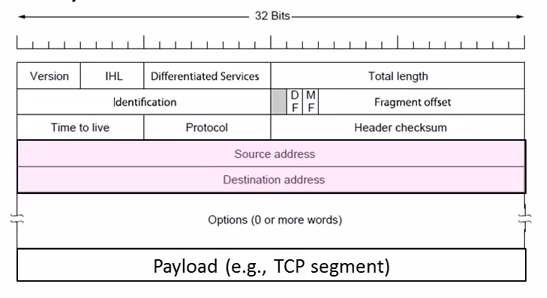 32 Bits
Version IHL Differentiated Services Total length
Identification D F M F Fragment offset
Time to live Protocol Header checksum
Source address
Destination address
Options (0 or more words)
Payload (e.g., TCP segment)